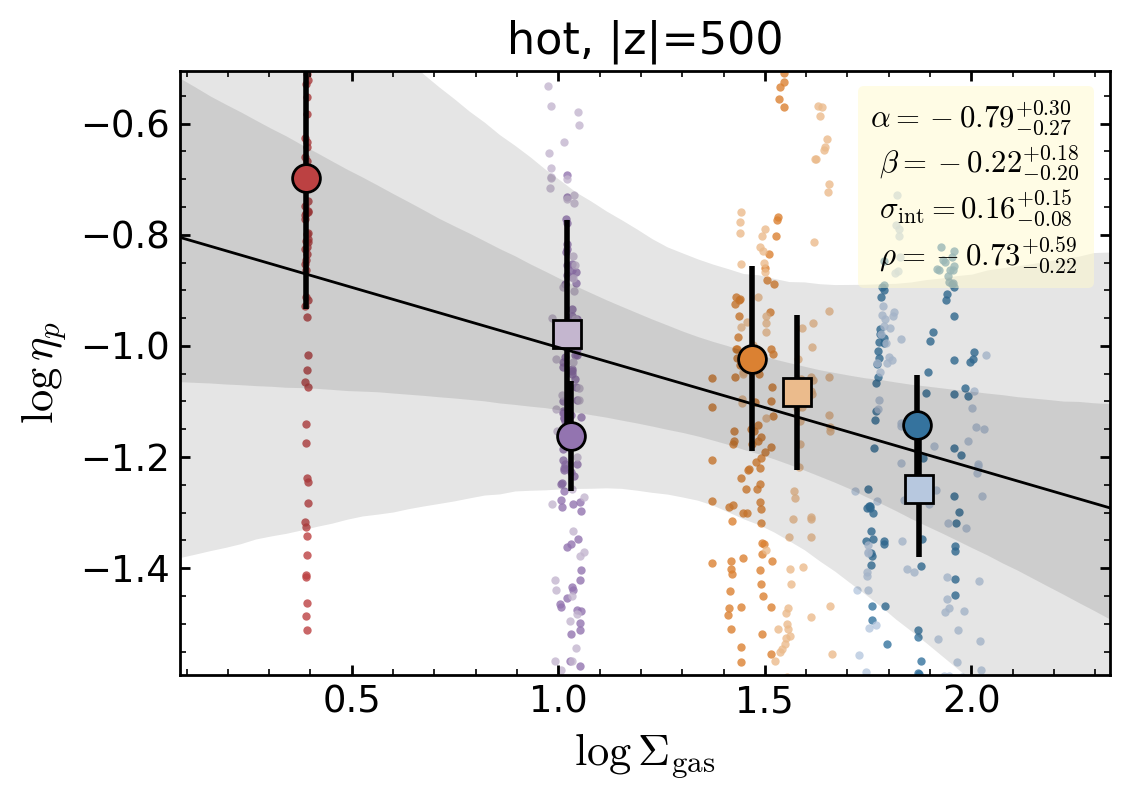 hot, |z|=500
−0.6
−0.8
−1.0
−1.2
−1.4
log η_p
α = −0.79^{+0.30}_{−0.27}
β = −0.22^{+0.18}_{−0.20}
σ_int = 0.16^{+0.15}_{−0.08}
ρ = −0.73^{+0.59}_{−0.22}
0.5 1.0 1.5 2.0
log Σ_gas